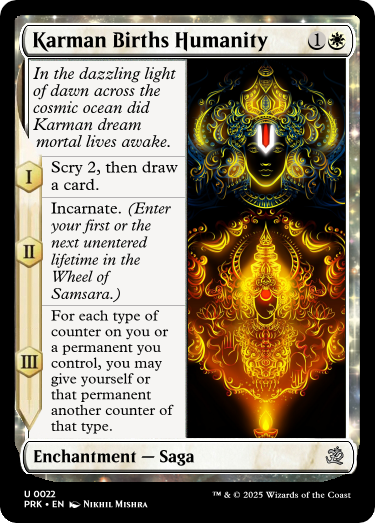 Karman Births Humanity 1
In the dazzling light
of dawn across the
cosmic ocean did
Karman dream
mortal lives awake.
I
Scry 2, then draw
a card.
II
Incarnate. (Enter
your first or the
next unentered
lifetime in the
Wheel of
Samsara.)
III
For each type of
counter on you or
a permanent you
control, you may
give yourself or
that permanent
another counter of
that type.
Enchantment — Saga
U 0022
PRK • EN Nikhil Mishra
™ & © 2025 Wizards of the Coast